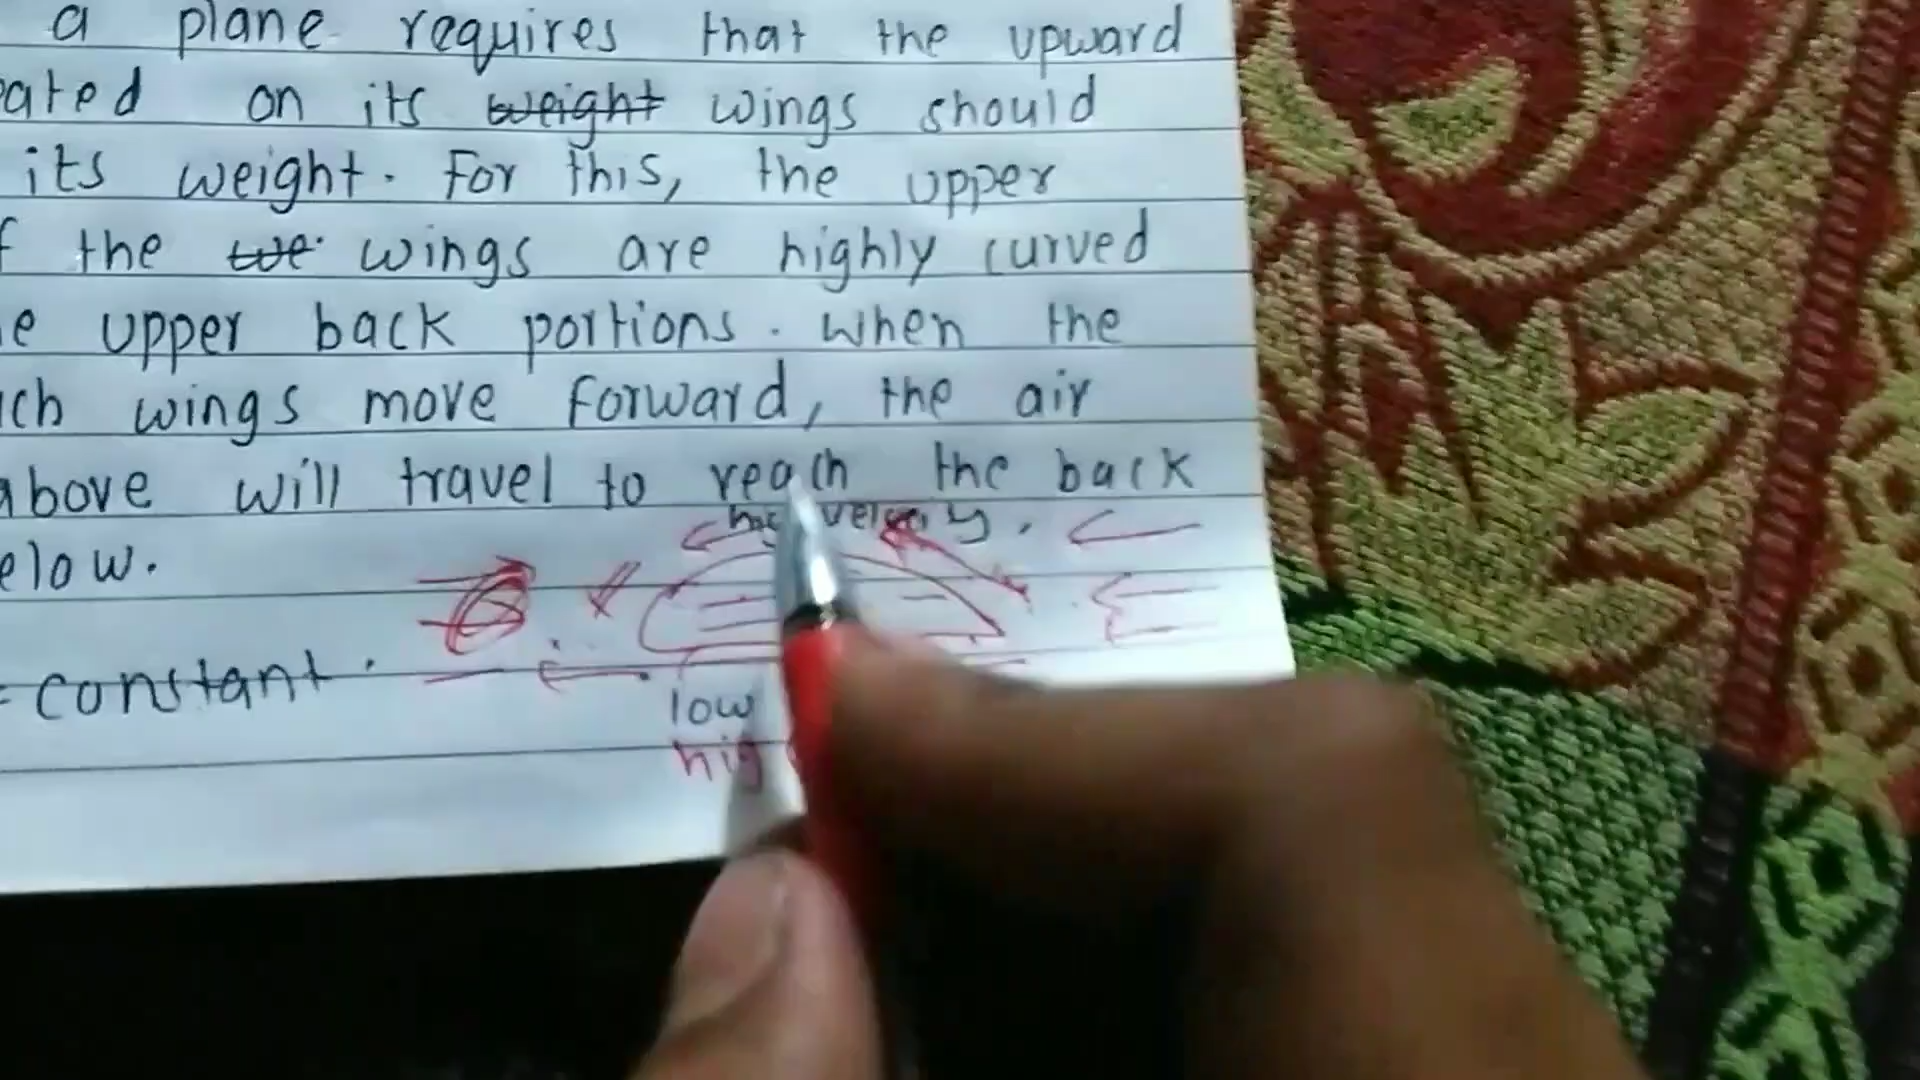 a plane requires that the upward
ated on its weight wings should
its weight. For this, the upper
f the we wings are highly curved
e upper back portions. When the
ch wings move forward, the air
above will travel to reach the back
elow.
= constant.
low
hig